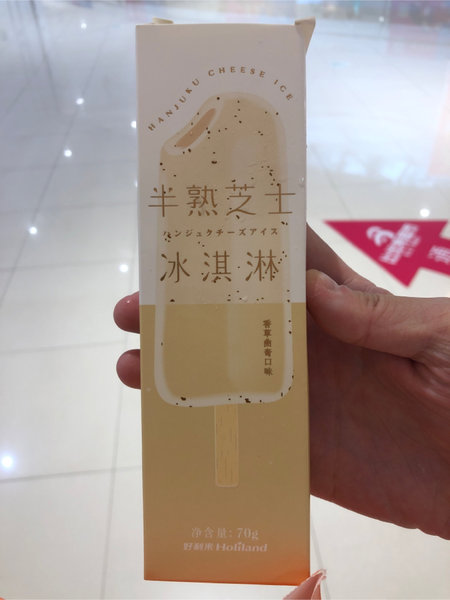 HANJUKU CHEESE ICE
半熟芝士
ハンジュクチーズアイス
冰淇淋
香草曲奇口味
净含量：70g
好利来 Holiland